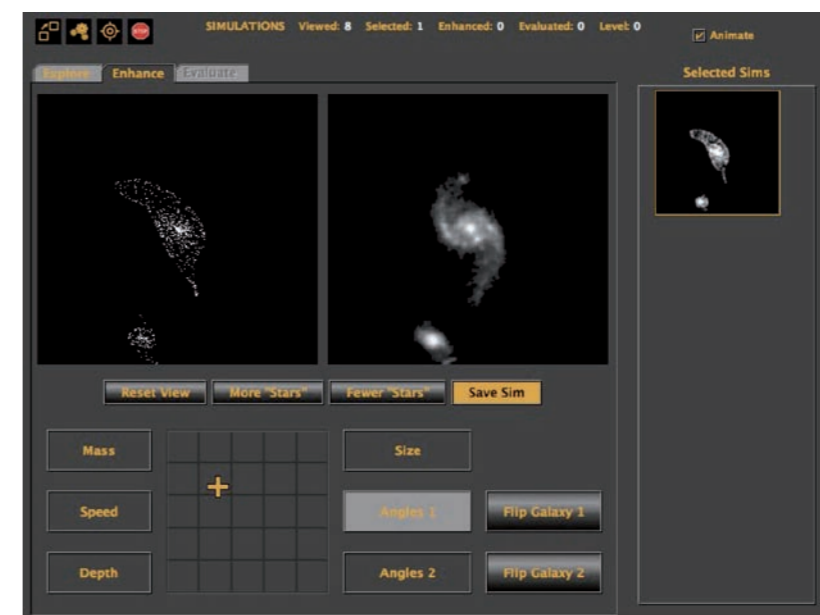 SIMULATIONS Viewed: 8 Selected: 1 Enhanced: 0 Evaluated: 0 Level: 0
Animate
STOP
Explore Enhance Evaluate
Selected Sims
Reset View More "Stars" Fewer "Stars" Save Sim
Mass Size
Speed Angles 1 Flip Galaxy 1
Depth Angles 2 Flip Galaxy 2